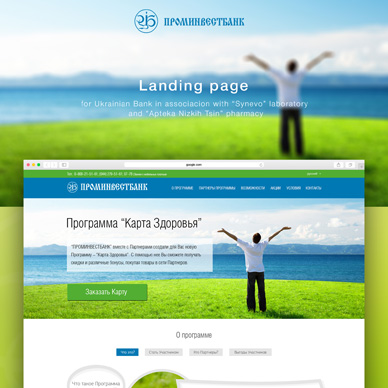 ПРОМИНВЕСТБАНК
Landing page
for Ukrainian Bank in association with "Synevo" laboratory
and "Apteka Nizkih Tsin" pharmacy
google.com
ПРОМИНВЕСТБАНК
О ПРОГРАММЕ ПАРТНЕРЫ ПРОГРАММЫ ВОЗМОЖНОСТИ АКЦИИ УСЛОВИЯ КОНТАКТЫ
Программа "Карта Здоровья"
"ПРОМИНВЕСТБАНК" вместе с Партнерами создали для Вас новую
Программу – "Карта Здоровья". С помощью неё Вы сможете получить
скидки и различные бонусы, покупая товары в сети Партнеров.
Заказать Карту
О программе
Что это? Стать Участником Кто Партнеры? Выгоды Участников
Что такое Программа